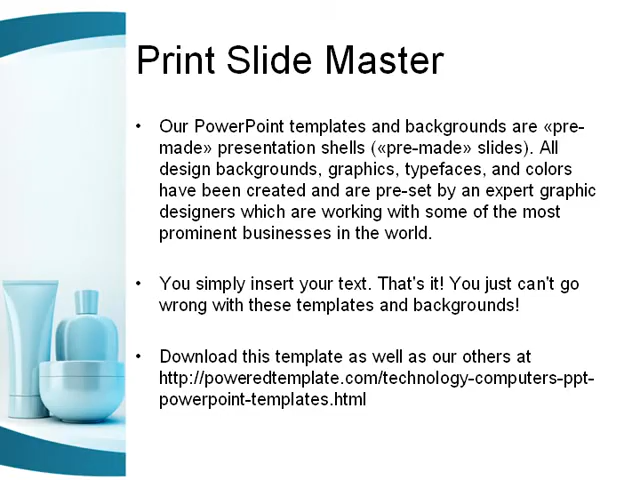 Print Slide Master
• Our PowerPoint templates and backgrounds are «pre-
made» presentation shells («pre-made» slides). All
design backgrounds, graphics, typefaces, and colors
have been created and are pre-set by an expert graphic
designers which are working with some of the most
prominent businesses in the world.
• You simply insert your text. That's it! You just can't go
wrong with these templates and backgrounds!
• Download this template as well as our others at
http://poweredtemplate.com/technology-computers-ppt-
powerpoint-templates.html